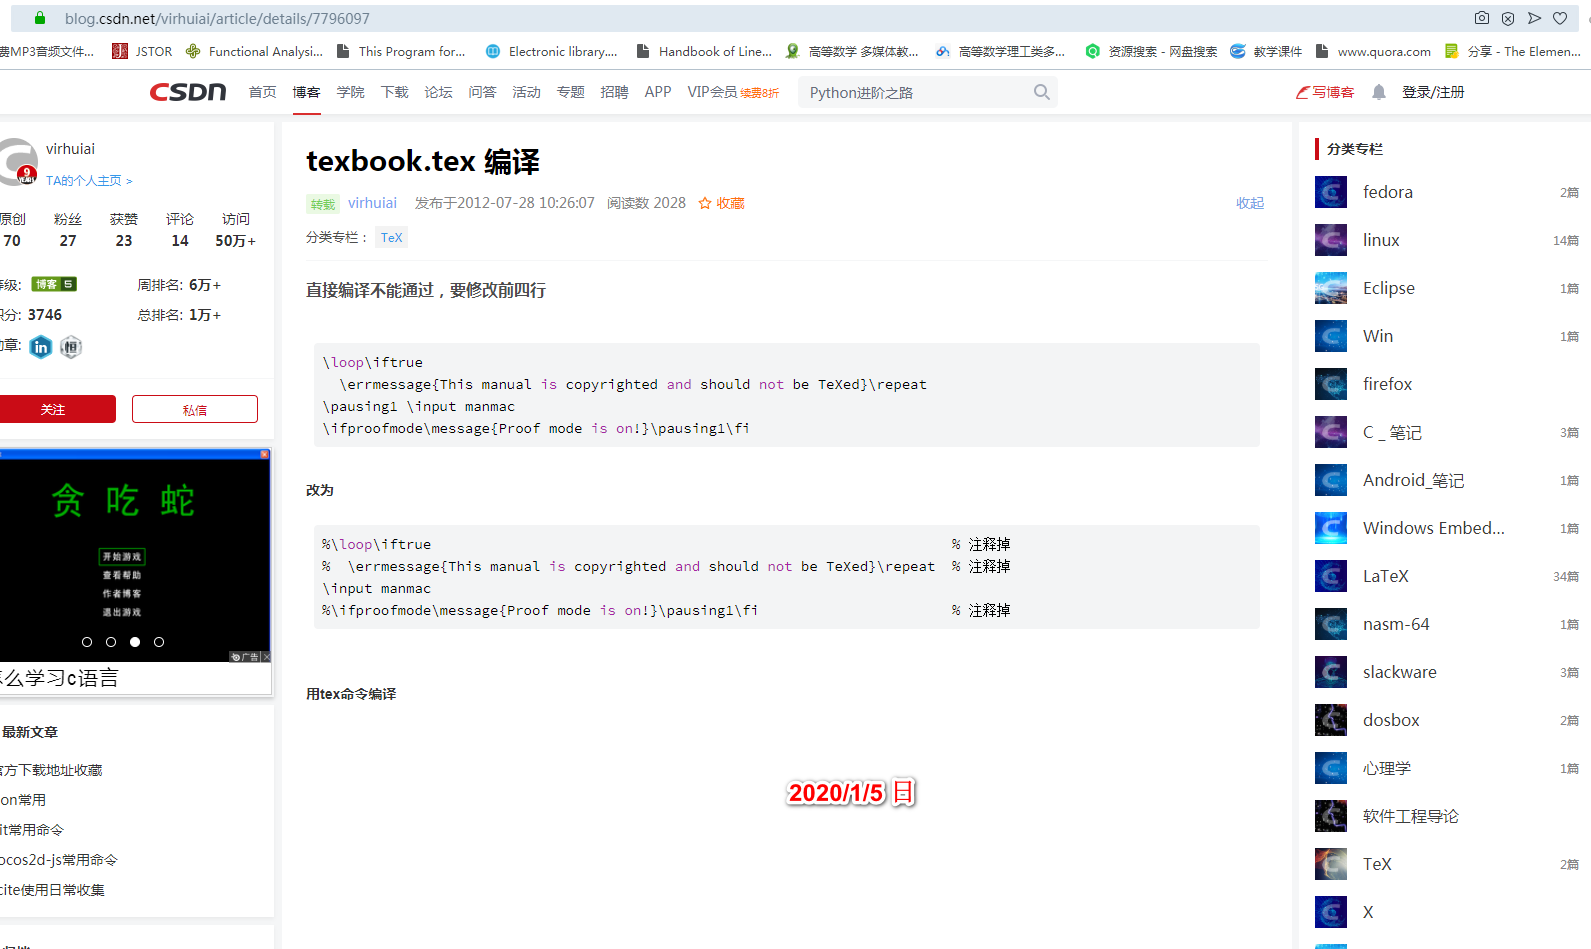 blog.csdn.net/virhuiai/article/details/7796097
费MP3音频文件... JSTOR Functional Analysi... This Program for... Electronic library.... Handbook of Line... 高等数学 多媒体教... 高等数学理工类多... 资源搜索 - 网盘搜索 教学课件 www.quora.com 分享 - The Elemen...
CSDN 首页 博客 学院 下载 论坛 问答 活动 专题 招聘 APP VIP会员 续费8折 Python进阶之路 写博客 登录/注册
virhuiai
TA的个人主页 >
原创 粉丝 获赞 评论 访问
70 27 23 14 50万+
等级: 博客 5 周排名: 6万+
积分: 3746 总排名: 1万+
勋章: in 恒
关注 私信
贪 吃 蛇
开始游戏
查看帮助
作者博客
退出游戏
广告
怎么学习c语言
最新文章
官方下载地址收藏
on常用
it常用命令
ocos2d-js常用命令
cite使用日常收集
归档
texbook.tex 编译
转载 virhuiai 发布于2012-07-28 10:26:07 阅读数 2028 收藏 收起
分类专栏： TeX
直接编译不能通过，要修改前四行
\loop\iftrue
  \errmessage{This manual is copyrighted and should not be TeXed}\repeat
\pausing1 \input manmac
\ifproofmode\message{Proof mode is on!}\pausing1\fi
改为
%\loop\iftrue % 注释掉
%  \errmessage{This manual is copyrighted and should not be TeXed}\repeat % 注释掉
\input manmac
%\ifproofmode\message{Proof mode is on!}\pausing1\fi % 注释掉
用tex命令编译
2020/1/5 日
分类专栏
fedora 2篇
linux 14篇
Eclipse 1篇
Win 1篇
firefox
C _ 笔记 3篇
Android_笔记 1篇
Windows Embed... 1篇
LaTeX 34篇
nasm-64 1篇
slackware 3篇
dosbox 2篇
心理学 1篇
软件工程导论
TeX 2篇
X